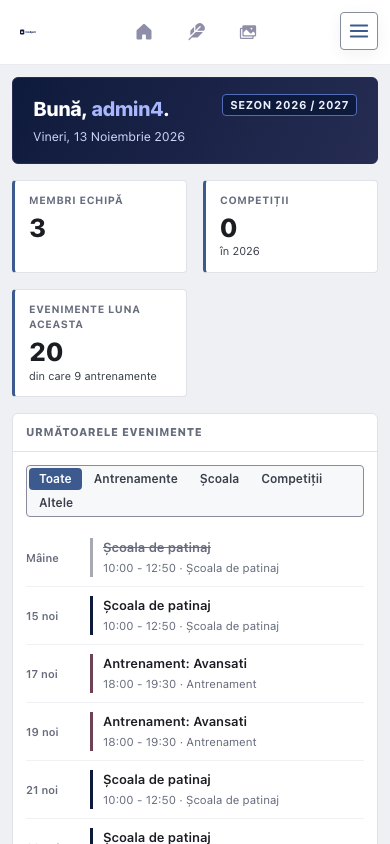 Bună, admin4.
SEZON 2026 / 2027
Vineri, 13 Noiembrie 2026
MEMBRI ECHIPĂ
3
COMPETIȚII
0
în 2026
EVENIMENTE LUNA
ACEASTA
20
din care 9 antrenamente
URMĂTOARELE EVENIMENTE
Toate Antrenamente Școala Competiții
Altele
Mâine
Școala de patinaj
10:00 - 12:50 · Școala de patinaj
15 noi
Școala de patinaj
10:00 - 12:50 · Școala de patinaj
17 noi
Antrenament: Avansati
18:00 - 19:30 · Antrenament
19 noi
Antrenament: Avansati
18:00 - 19:30 · Antrenament
21 noi
Școala de patinaj
10:00 - 12:50 · Școala de patinaj
Școala de patinaj